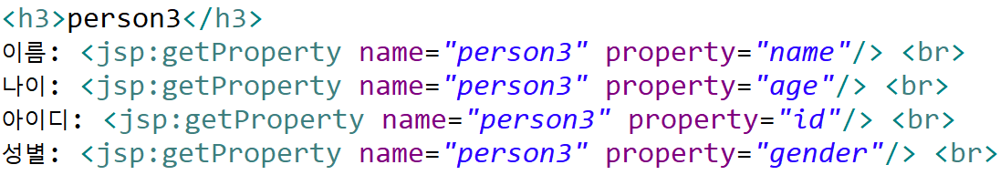 <h3>person3</h3>
이름: <jsp:getProperty name="person3" property="name"/> <br>
나이: <jsp:getProperty name="person3" property="age"/> <br>
아이디: <jsp:getProperty name="person3" property="id"/> <br>
성별: <jsp:getProperty name="person3" property="gender"/> <br>